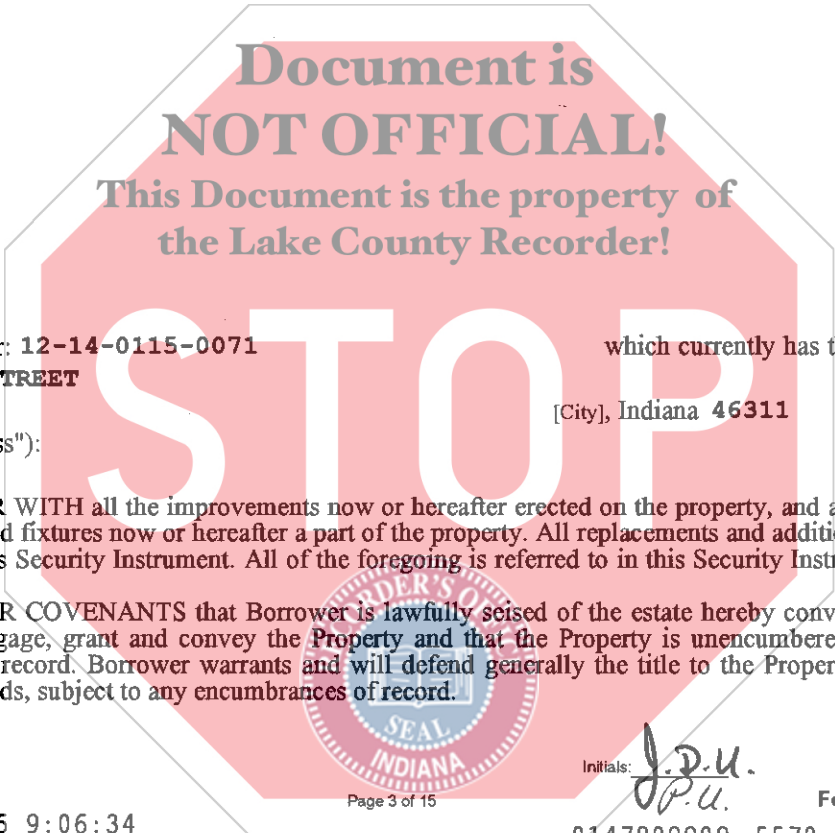 Document is
NOT OFFICIAL!
This Document is the property of
the Lake County Recorder!
STOP
: 12-14-0115-0071 which currently has t
TREET
[City], Indiana 46311
s"):
R WITH all the improvements now or hereafter erected on the property, and a
d fixtures now or hereafter a part of the property. All replacements and additi
s Security Instrument. All of the foregoing is referred to in this Security Instr
R COVENANTS that Borrower is lawfully seised of the estate hereby conv
gage, grant and convey the Property and that the Property is unencumbere
record. Borrower warrants and will defend generally the title to the Proper
ds, subject to any encumbrances of record.
RECORDER'S OFFICE
SEAL
INDIANA
Initials: J.D.U.
P.U.
Page 3 of 15 Fo
9:06:34